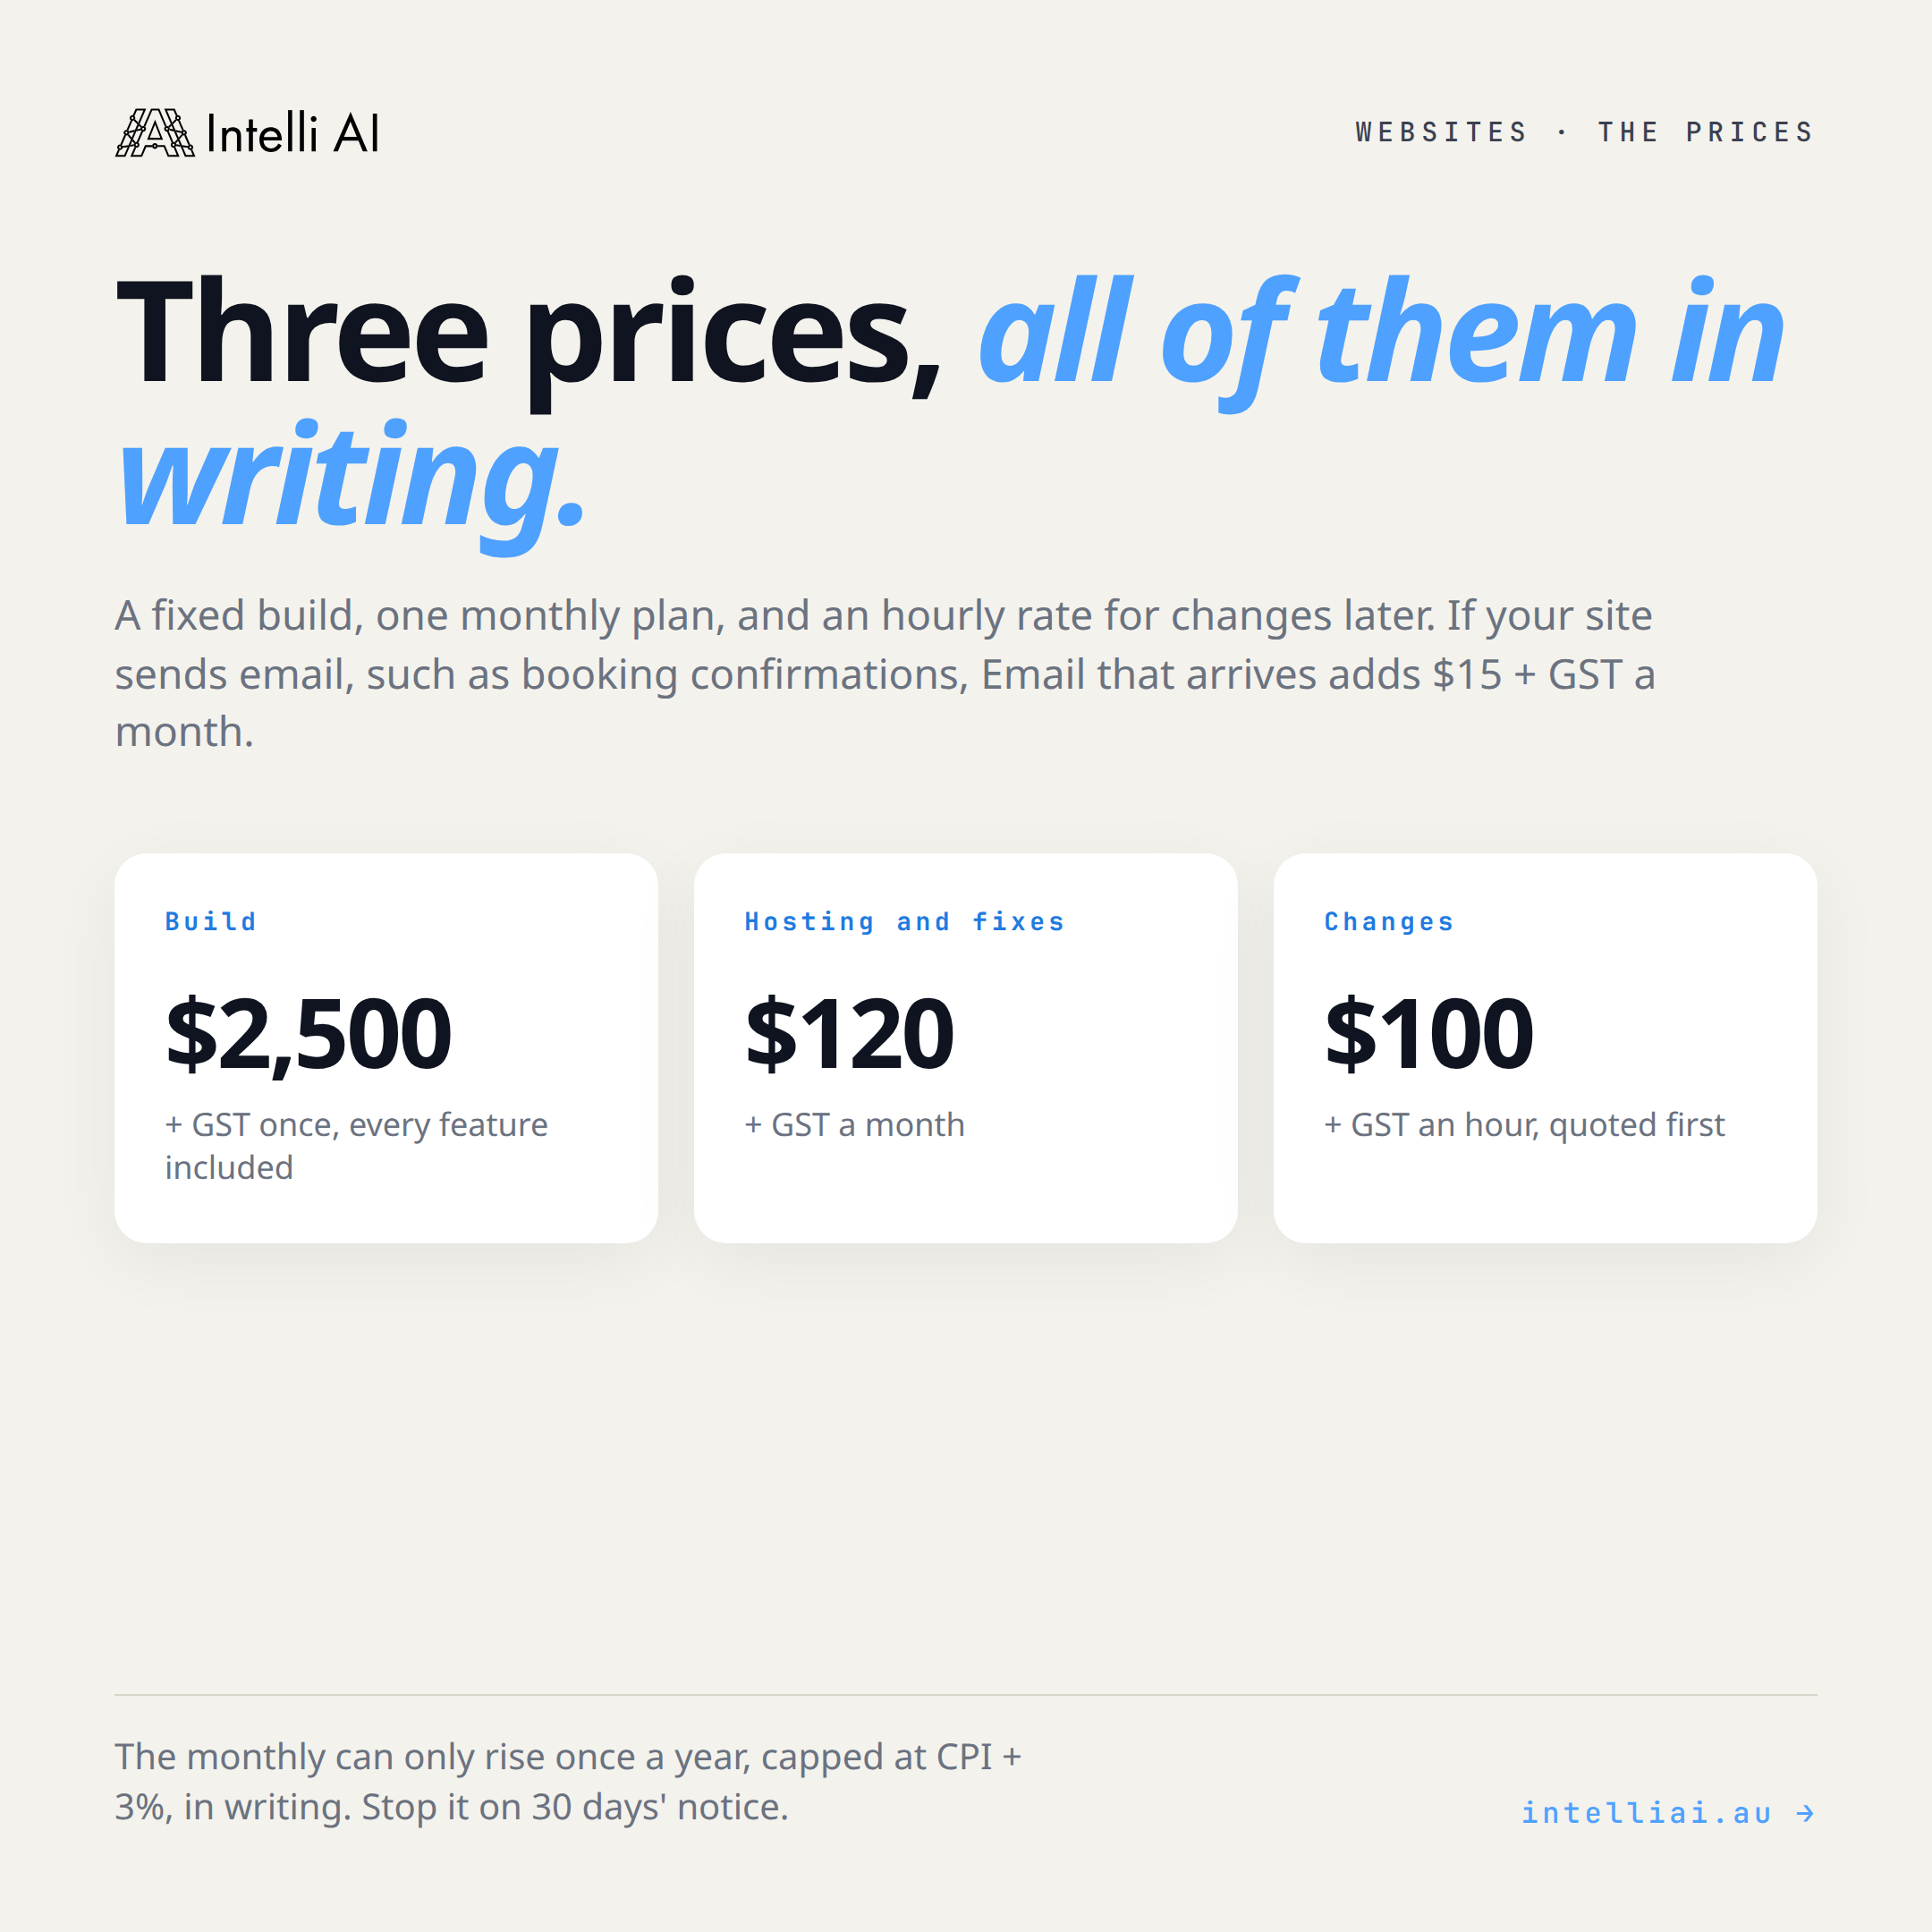 Intelli AI
WEBSITES · THE PRICES
Three prices, all of them in
writing.
A fixed build, one monthly plan, and an hourly rate for changes later. If your site
sends email, such as booking confirmations, Email that arrives adds $15 + GST a
month.
Build
$2,500
+ GST once, every feature
included
Hosting and fixes
$120
+ GST a month
Changes
$100
+ GST an hour, quoted first
The monthly can only rise once a year, capped at CPI +
3%, in writing. Stop it on 30 days' notice.
intelliai.au →